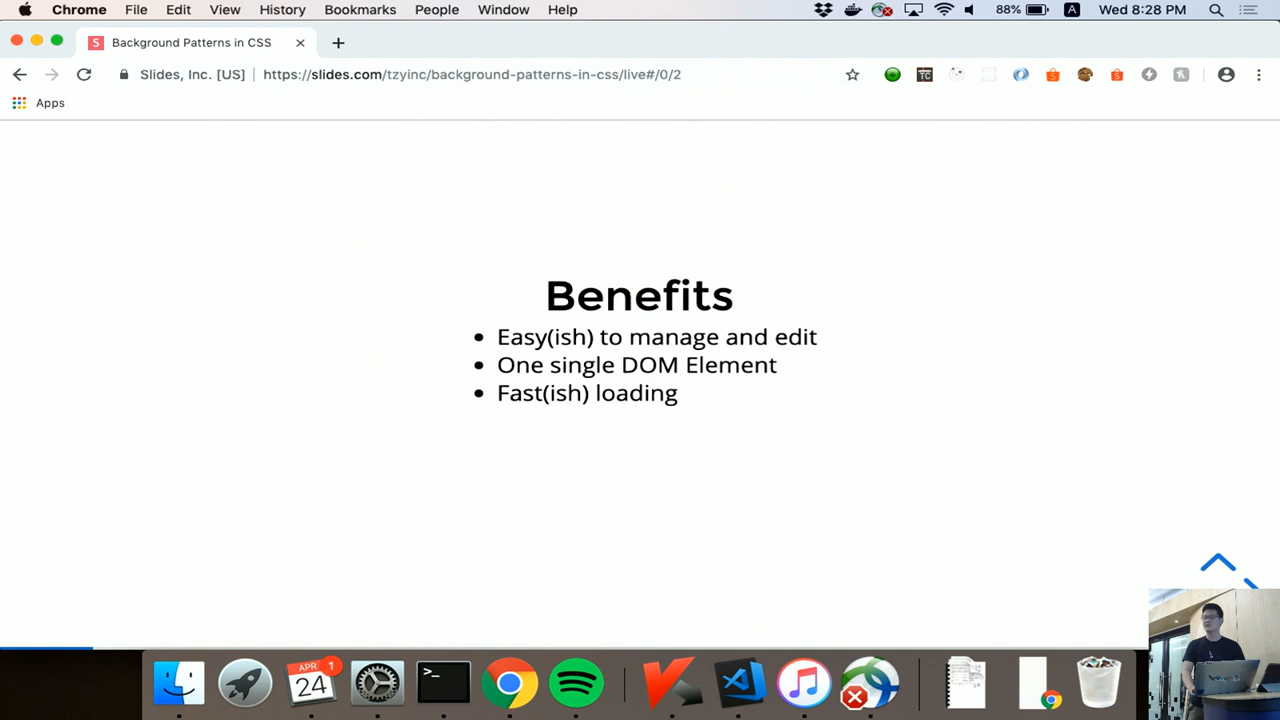 Chrome File Edit View History Bookmarks People Window Help 88% A Wed 8:28 PM
S Background Patterns in CSS
Slides, Inc. [US] https://slides.com/tzyinc/background-patterns-in-css/live#/0/2 TC
Apps
Benefits
Easy(ish) to manage and edit
One single DOM Element
Fast(ish) loading
APR 1
24
>_